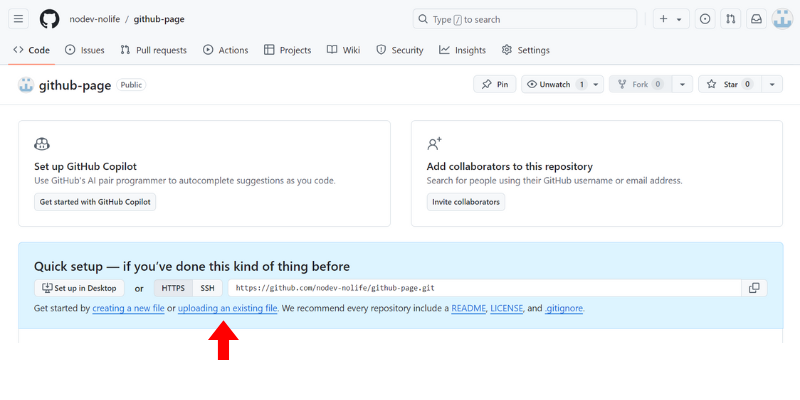 nodev-nolife / github-page
Type / to search
Code Issues Pull requests Actions Projects Wiki Security Insights Settings
github-page Public
Pin Unwatch 1 Fork 0 Star 0
Set up GitHub Copilot
Use GitHub's AI pair programmer to autocomplete suggestions as you code.
Get started with GitHub Copilot
Add collaborators to this repository
Search for people using their GitHub username or email address.
Invite collaborators
Quick setup — if you've done this kind of thing before
Set up in Desktop or HTTPS SSH https://github.com/nodev-nolife/github-page.git
Get started by creating a new file or uploading an existing file. We recommend every repository include a README, LICENSE, and .gitignore.